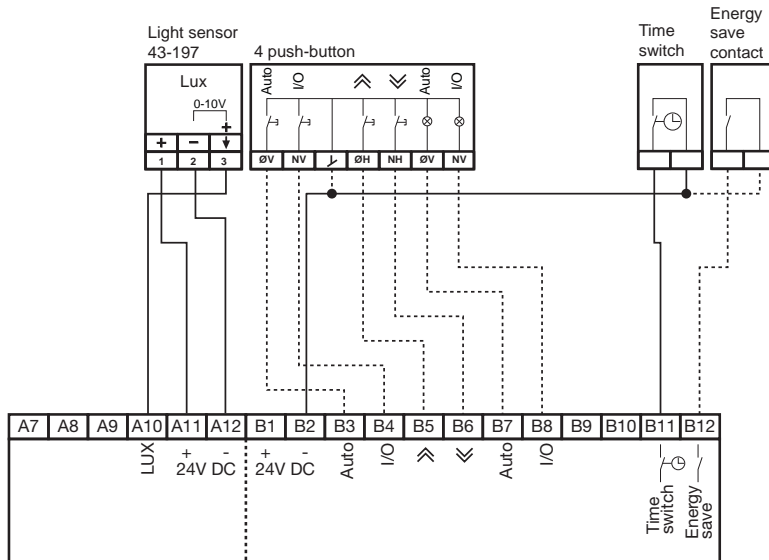 Light sensor
43-197
4 push-button
Time
switch
Energy
save
contact
Lux
0-10V
+
+ −
1 2 3
Auto I/O Auto I/O
ØV NV ØH NH ØV NV
A7 A8 A9 A10 A11 A12 B1 B2 B3 B4 B5 B6 B7 B8 B9 B10 B11 B12
LUX
+ -
24V DC
+ -
24V DC
Auto
I/O
Auto
I/O
Time
switch
Energy
save